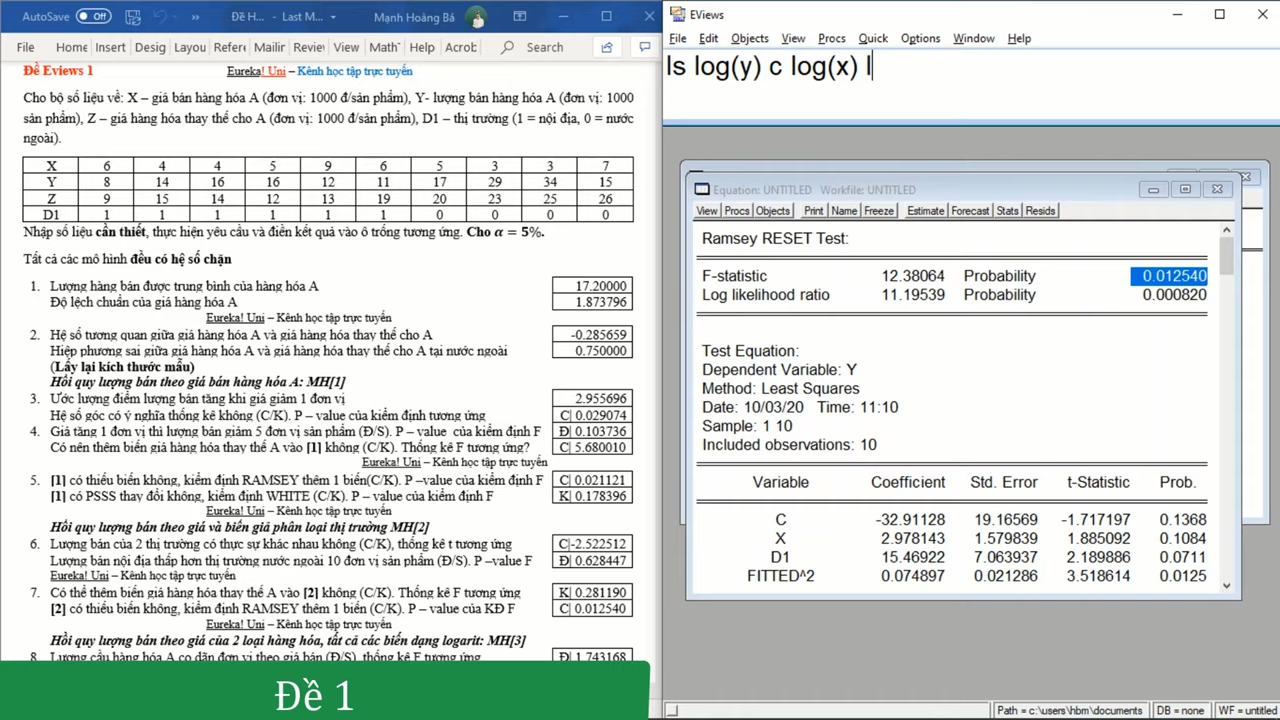 AutoSave Off » Đề H... - Last M... Mạnh Hoàng Bá
File Home Insert Desig Layou Refer Mailir Revie View Math Help Acrob Search
Đề Eviews 1 Eureka! Uni – Kênh học tập trực tuyến
Cho bộ số liệu về: X – giá bán hàng hóa A (đơn vị: 1000 đ/sản phẩm), Y- lượng bán hàng hóa A (đơn vị: 1000
sản phẩm), Z – giá hàng hóa thay thế cho A (đơn vị: 1000 đ/sản phẩm), D1 – thị trường (1 = nội địa, 0 = nước
ngoài).
X 6 4 4 5 9 6 5 3 3 7
Y 8 14 16 16 12 11 17 29 34 15
Z 9 15 14 12 13 19 20 23 25 26
D1 1 1 1 1 1 1 0 0 0 0
Nhập số liệu cần thiết, thực hiện yêu cầu và điền kết quả vào ô trống tương ứng. Cho α = 5%.
Tất cả các mô hình đều có hệ số chặn
1. Lượng hàng bán được trung bình của hàng hóa A 17.20000
Độ lệch chuẩn của giá hàng hóa A 1.873796
Eureka! Uni – Kênh học tập trực tuyến
2. Hệ số tương quan giữa giá hàng hóa A và giá hàng hóa thay thế cho A -0.285659
Hiệp phương sai giữa giá hàng hóa A và giá hàng hóa thay thế cho A tại nước ngoài 0.750000
(Lấy lại kích thước mẫu)
Hồi quy lượng bán theo giá bán hàng hóa A: MH[1]
3. Ước lượng điểm lượng bán tăng khi giá giảm 1 đơn vị 2.955696
Hệ số góc có ý nghĩa thống kê không (C/K). P – value của kiểm định tương ứng C| 0.029074
4. Giá tăng 1 đơn vị thì lượng bán giảm 5 đơn vị sản phẩm (Đ/S). P – value của kiểm định F Đ| 0.103736
Có nên thêm biến giá hàng hóa thay thế A vào [1] không (C/K). Thống kê F tương ứng? C| 5.680010
Eureka! Uni – Kênh học tập trực tuyến
5. [1] có thiếu biến không, kiểm định RAMSEY thêm 1 biến(C/K). P –value của kiểm định F C| 0.021121
[1] có PSSS thay đổi không, kiểm định WHITE (C/K). P – value của kiểm định F K| 0.178396
Eureka! Uni – Kênh học tập trực tuyến
Hồi quy lượng bán theo giá và biến giả phân loại thị trường MH[2]
6. Lượng bán của 2 thị trường có thực sự khác nhau không (C/K), thống kê t tương ứng C|-2.522512
Lượng bán nội địa thấp hơn thị trường nước ngoài 10 đơn vị sản phẩm (Đ/S). P –value F Đ| 0.628447
Eureka! Uni – Kênh học tập trực tuyến
7. Có thể thêm biến giá hàng hóa thay thế A vào [2] không (C/K). Thống kê F tương ứng K| 0.281190
[2] có thiếu biến không, kiểm định RAMSEY thêm 1 biến (C/K). P – value của KĐ F C| 0.012540
Eureka! Uni – Kênh học tập trực tuyến
Hồi quy lượng bán theo giá của 2 loại hàng hóa, tất cả các biến dạng logarit: MH[3]
8. Lượng cầu hàng hóa A co dãn đơn vị theo giá bán (Đ/S), thống kê F tương ứng Đ| 1.743168
Đề 1
EViews
File Edit Objects View Procs Quick Options Window Help
ls log(y) c log(x) l
Equation: UNTITLED Workfile: UNTITLED
View Procs Objects Print Name Freeze Estimate Forecast Stats Resids
Ramsey RESET Test:
F-statistic 12.38064 Probability 0.012540
Log likelihood ratio 11.19539 Probability 0.000820
Test Equation:
Dependent Variable: Y
Method: Least Squares
Date: 10/03/20 Time: 11:10
Sample: 1 10
Included observations: 10
Variable Coefficient Std. Error t-Statistic Prob.
C -32.91128 19.16569 -1.717197 0.1368
X 2.978143 1.579839 1.885092 0.1084
D1 15.46922 7.063937 2.189886 0.0711
FITTED^2 0.074897 0.021286 3.518614 0.0125
Path = c:\users\hbm\documents DB = none WF = untitled